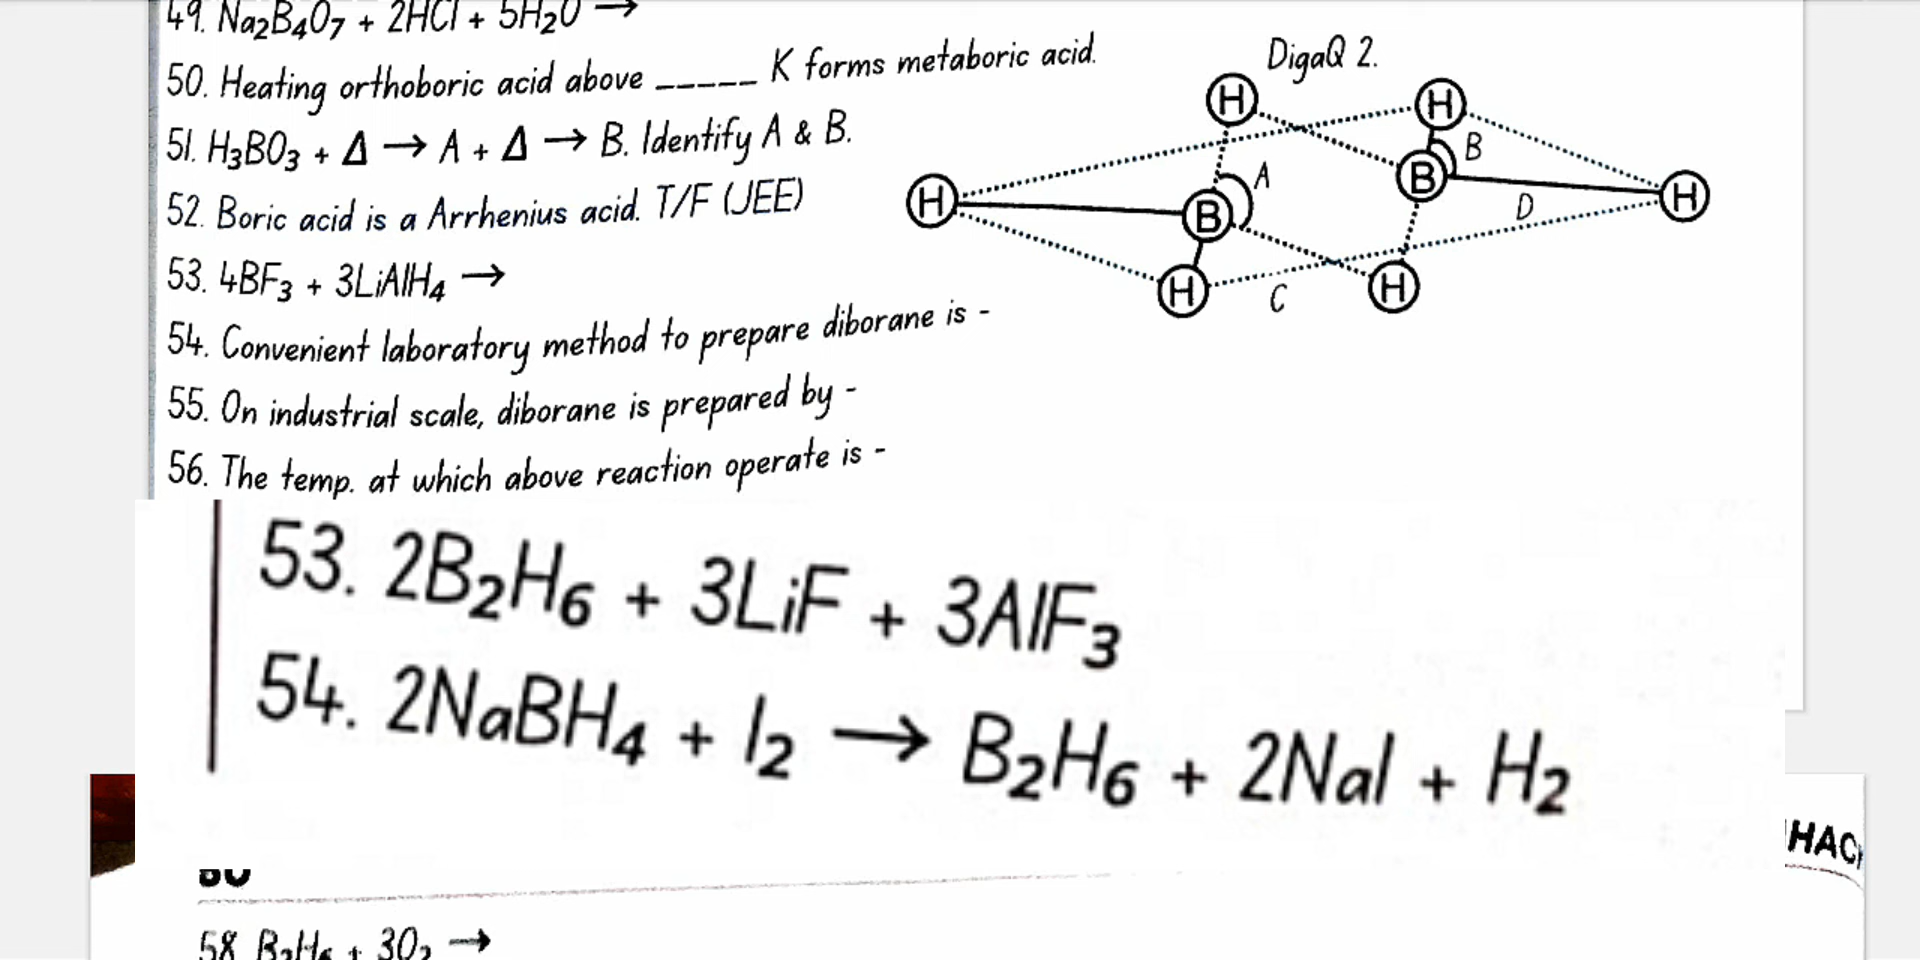 49. Na₂B₄O₇ + 2HCl + 5H₂O →
50. Heating orthoboric acid above _____ K forms metaboric acid.
51. H₃BO₃ + Δ → A + Δ → B. Identify A & B.
52. Boric acid is a Arrhenius acid. T/F (JEE)
53. 4BF₃ + 3LiAlH₄ →
54. Convenient laboratory method to prepare diborane is -
55. On industrial scale, diborane is prepared by -
56. The temp. at which above reaction operate is -
DigaQ 2.
H H
B
A B
H B H
D
H H
C
53. 2B₂H₆ + 3LiF + 3AlF₃
54. 2NaBH₄ + I₂ → B₂H₆ + 2NaI + H₂
58. B₂H₆ + 3O₂ →